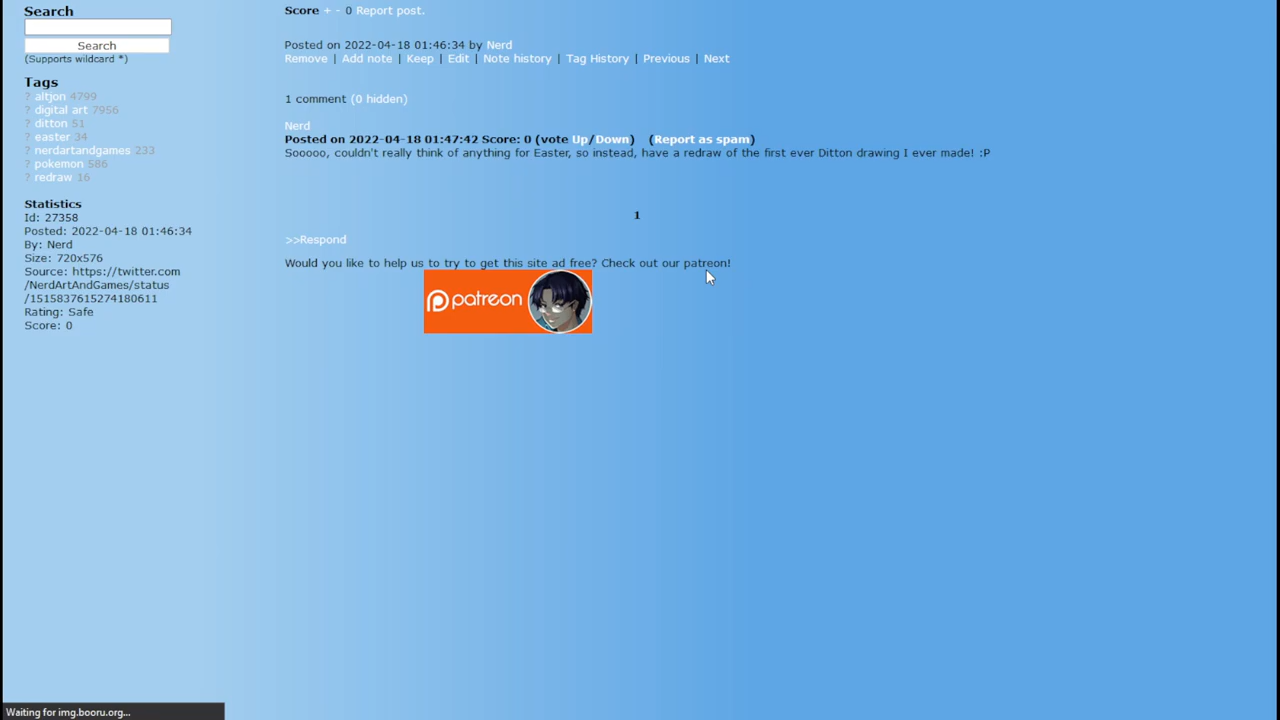 Search
Search
(Supports wildcard *)
Tags
? altjon 4799
? digital art 7956
? ditton 51
? easter 34
? nerdartandgames 233
? pokemon 586
? redraw 16
Statistics
Id: 27358
Posted: 2022-04-18 01:46:34
By: Nerd
Size: 720x576
Source: https://twitter.com
/NerdArtAndGames/status
/1515837615274180611
Rating: Safe
Score: 0
Score + - 0 Report post.
Posted on 2022-04-18 01:46:34 by Nerd
Remove | Add note | Keep | Edit | Note history | Tag History | Previous | Next
1 comment (0 hidden)
Nerd
Posted on 2022-04-18 01:47:42 Score: 0 (vote Up/Down) (Report as spam)
Sooooo, couldn't really think of anything for Easter, so instead, have a redraw of the first ever Ditton drawing I ever made! :P
1
>>Respond
Would you like to help us to try to get this site ad free? Check out our patreon!
patreon
Waiting for img.booru.org...